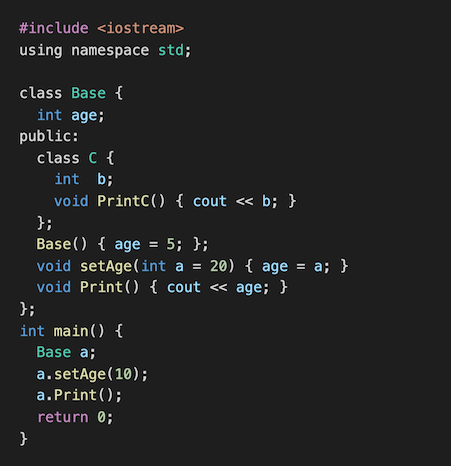 #include <iostream>
using namespace std;

class Base {
  int age;
public:
  class C {
    int  b;
    void PrintC() { cout << b; }
  };
  Base() { age = 5; };
  void setAge(int a = 20) { age = a; }
  void Print() { cout << age; }
};
int main() {
  Base a;
  a.setAge(10);
  a.Print();
  return 0;
}